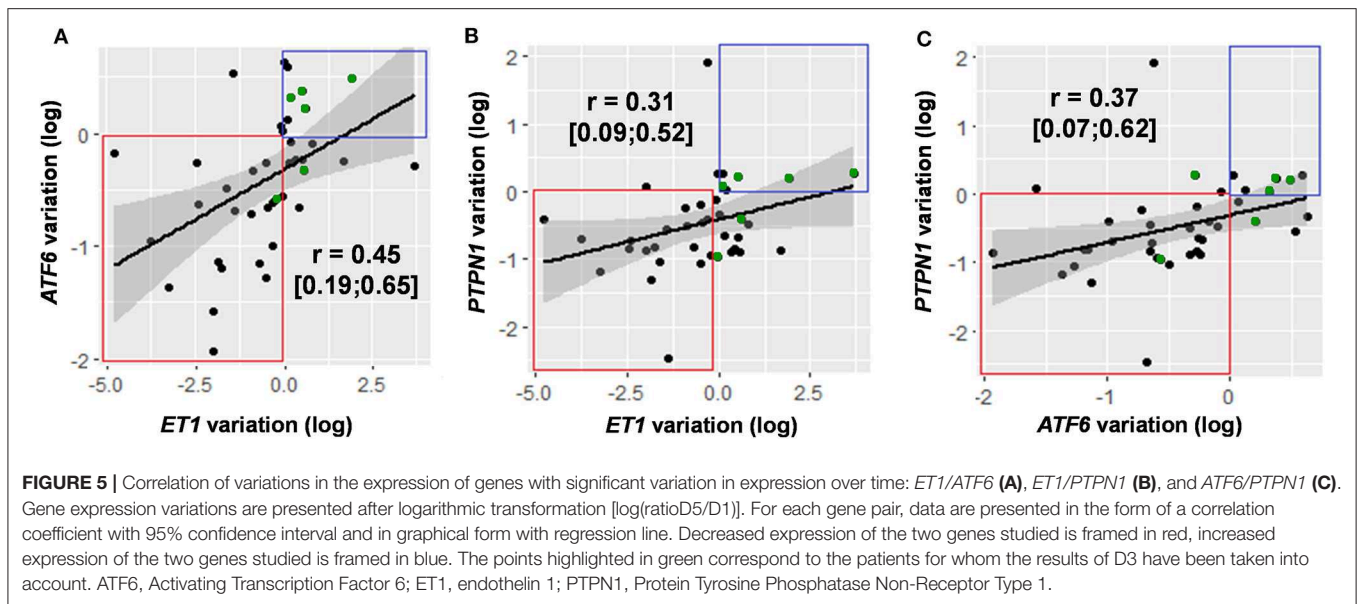 A
B
C
ATF6 variation (log)
0
-1
-2
r = 0.45
[0.19;0.65]
-5.0 -2.5 0.0 2.5
ET1 variation (log)
PTPN1 variation (log)
2
1
0
-1
-2
r = 0.31
[0.09;0.52]
-5.0 -2.5 0.0 2.5
ET1 variation (log)
PTPN1 variation (log)
2
1
0
-1
-2
r = 0.37
[0.07;0.62]
-2 -1 0
ATF6 variation (log)
FIGURE 5 | Correlation of variations in the expression of genes with significant variation in expression over time: ET1/ATF6 (A), ET1/PTPN1 (B), and ATF6/PTPN1 (C).
Gene expression variations are presented after logarithmic transformation [log(ratioD5/D1)]. For each gene pair, data are presented in the form of a correlation
coefficient with 95% confidence interval and in graphical form with regression line. Decreased expression of the two genes studied is framed in red, increased
expression of the two genes studied is framed in blue. The points highlighted in green correspond to the patients for whom the results of D3 have been taken into
account. ATF6, Activating Transcription Factor 6; ET1, endothelin 1; PTPN1, Protein Tyrosine Phosphatase Non-Receptor Type 1.